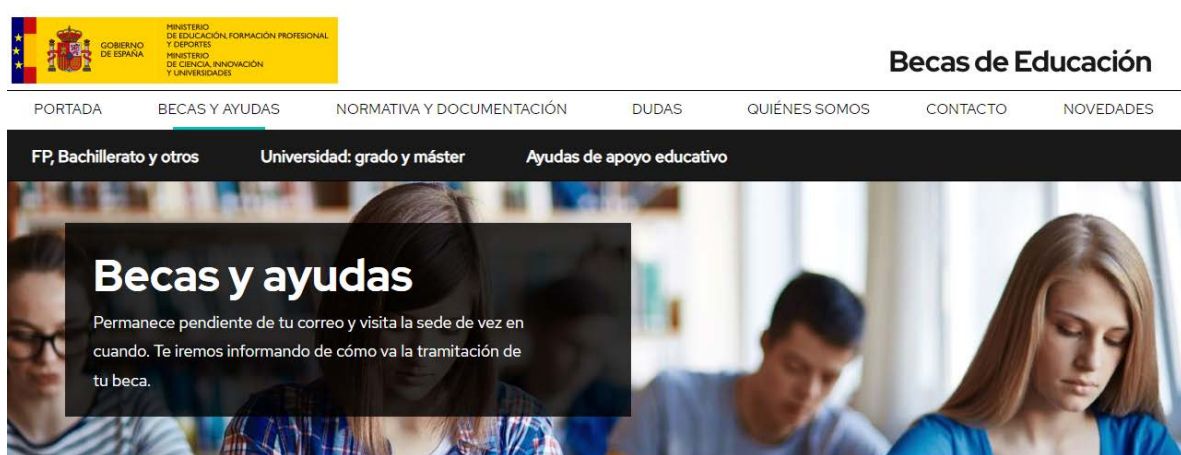 GOBIERNO
DE ESPAÑA
MINISTERIO
DE EDUCACIÓN, FORMACIÓN PROFESIONAL
Y DEPORTES
MINISTERIO
DE CIENCIA, INNOVACIÓN
Y UNIVERSIDADES
Becas de Educación
PORTADA BECAS Y AYUDAS NORMATIVA Y DOCUMENTACIÓN DUDAS QUIÉNES SOMOS CONTACTO NOVEDADES
FP, Bachillerato y otros Universidad: grado y máster Ayudas de apoyo educativo
Becas y ayudas
Permanece pendiente de tu correo y visita la sede de vez en
cuando. Te iremos informando de cómo va la tramitación de
tu beca.